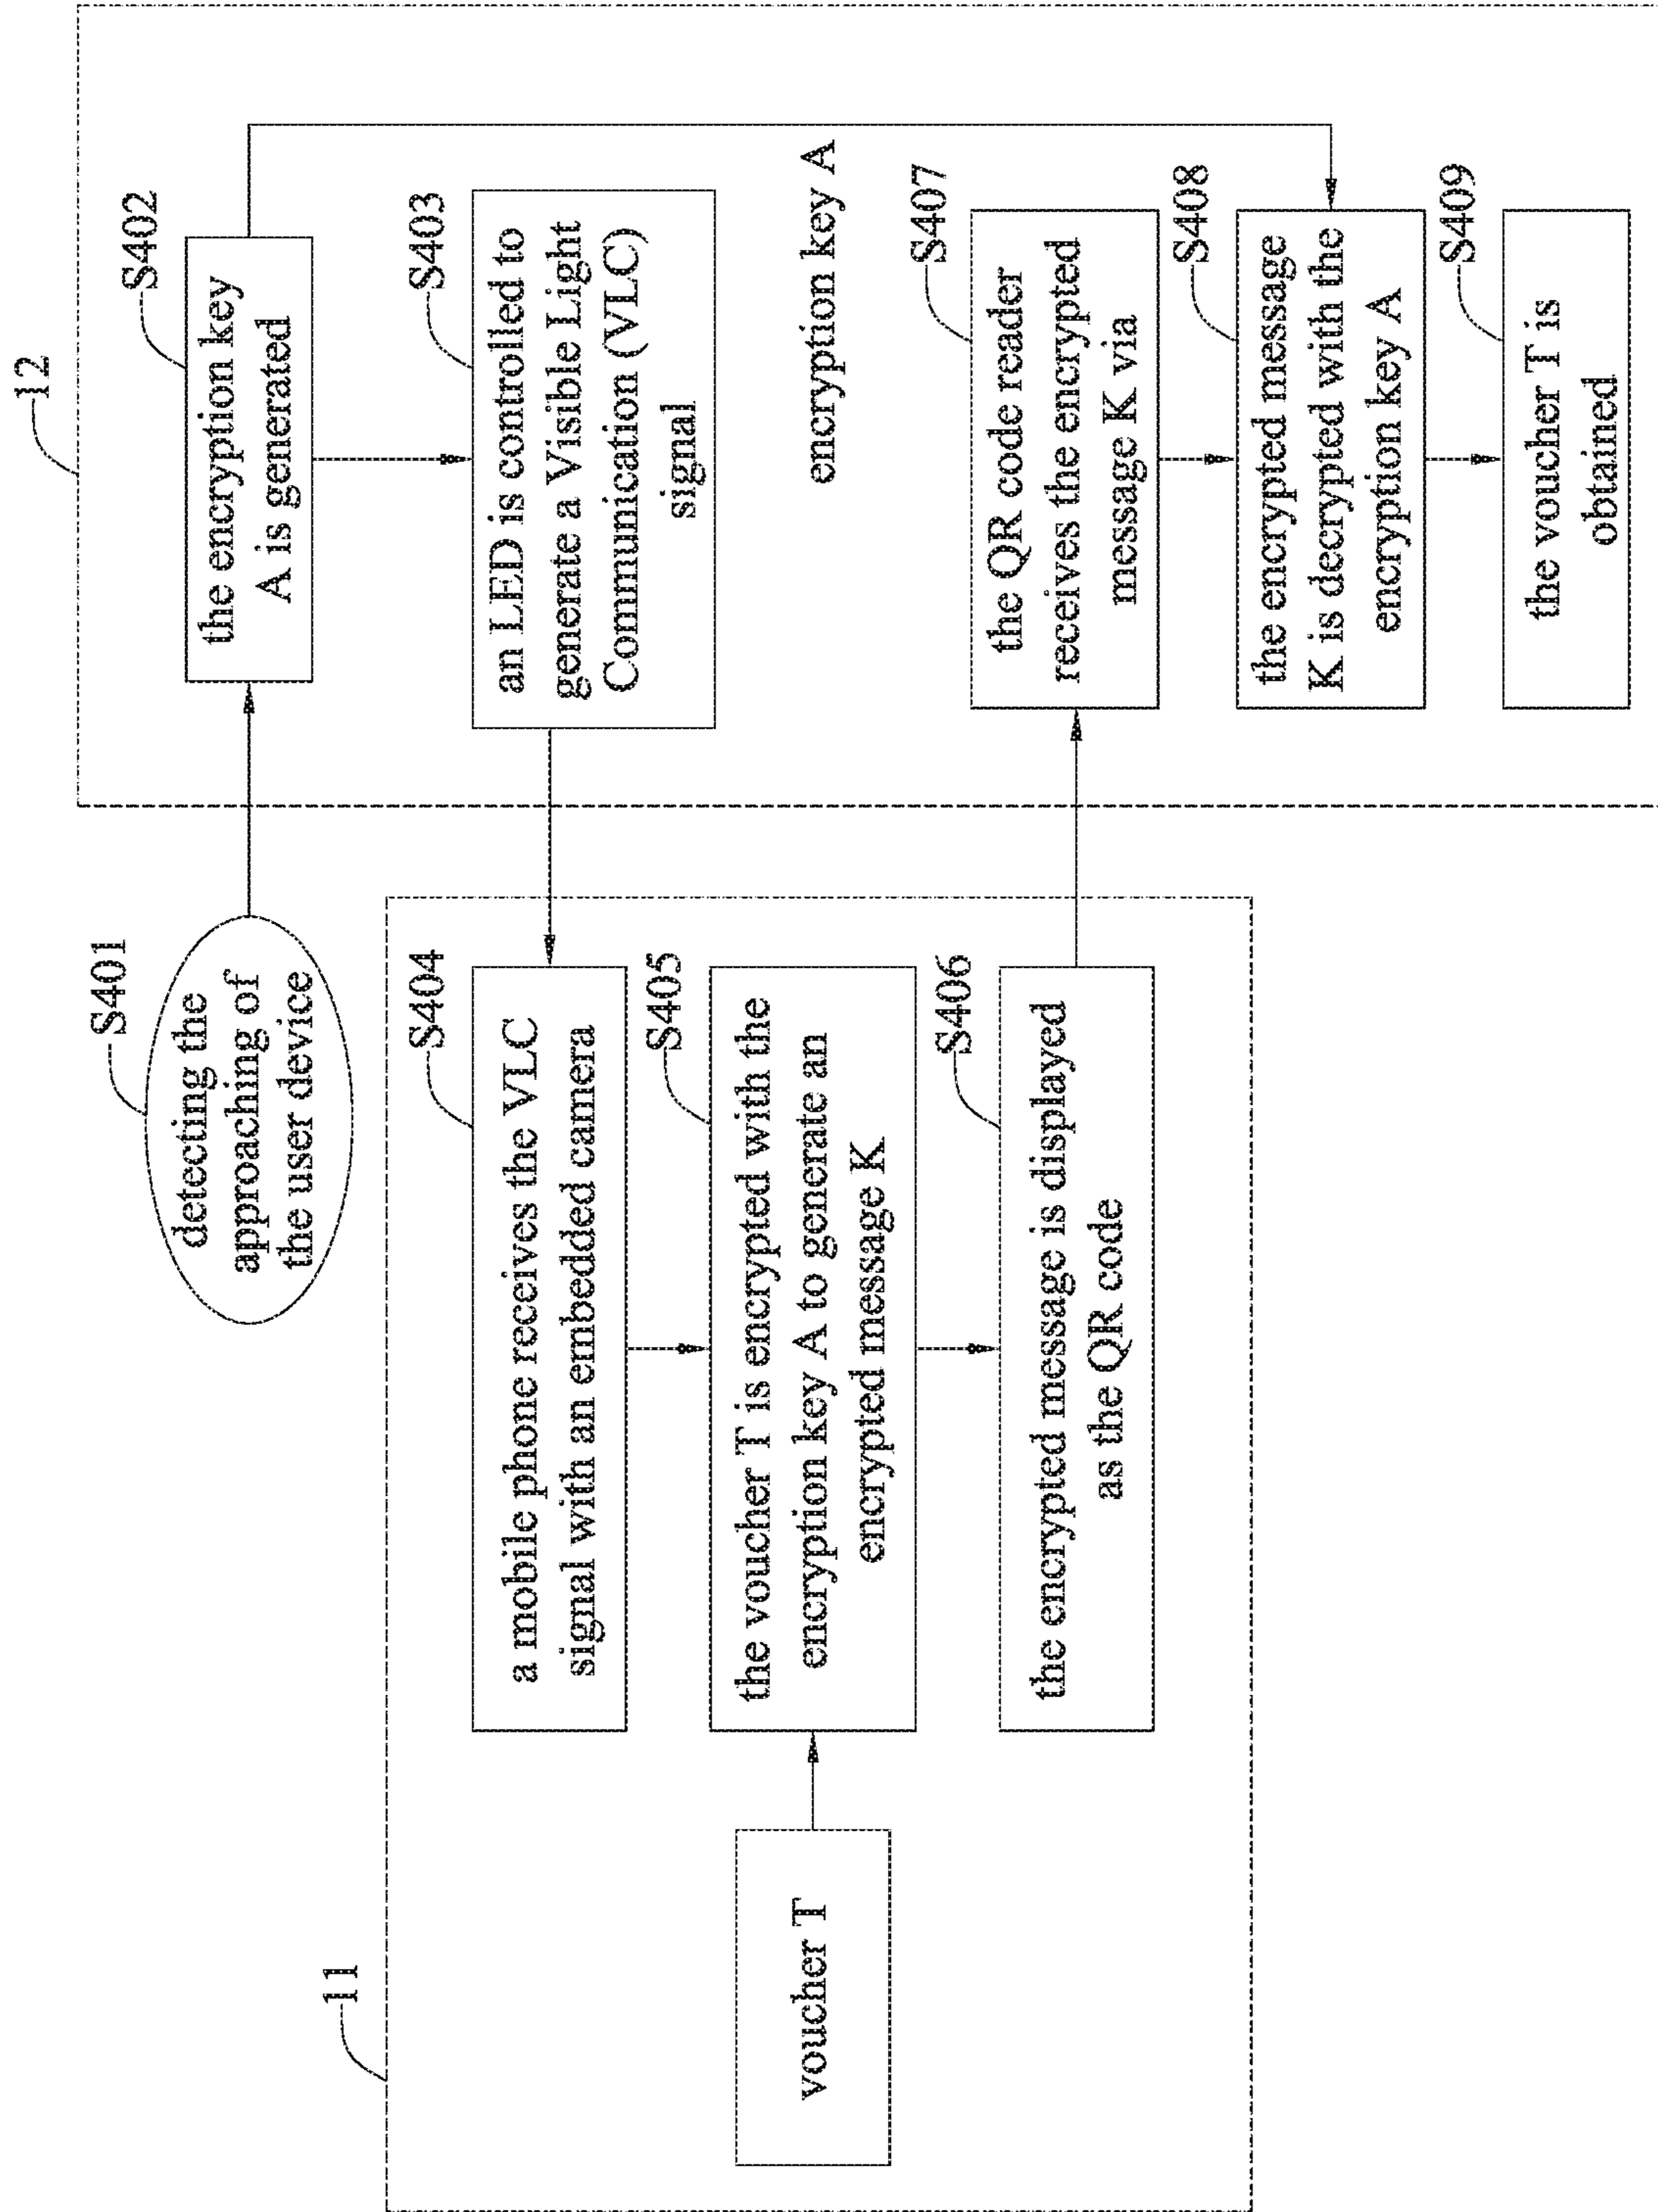 12
S401
detecting the
approaching of
the user device
S402
the encryption key
A is generated
S403
an LED is controlled to
generate a Visible Light
Communication (VLC)
signal
11
S404
a mobile phone receives the VLC
signal with an embedded camera
voucher T
S405
the voucher T is encrypted with the
encryption key A to generate an
encrypted message K
encryption key A
S406
the encrypted message is displayed
as the QR code
S407
the QR code reader
receives the encrypted
message K via
S408
the encrypted message
K is decrypted with the
encryption key A
S409
the voucher T is
obtained